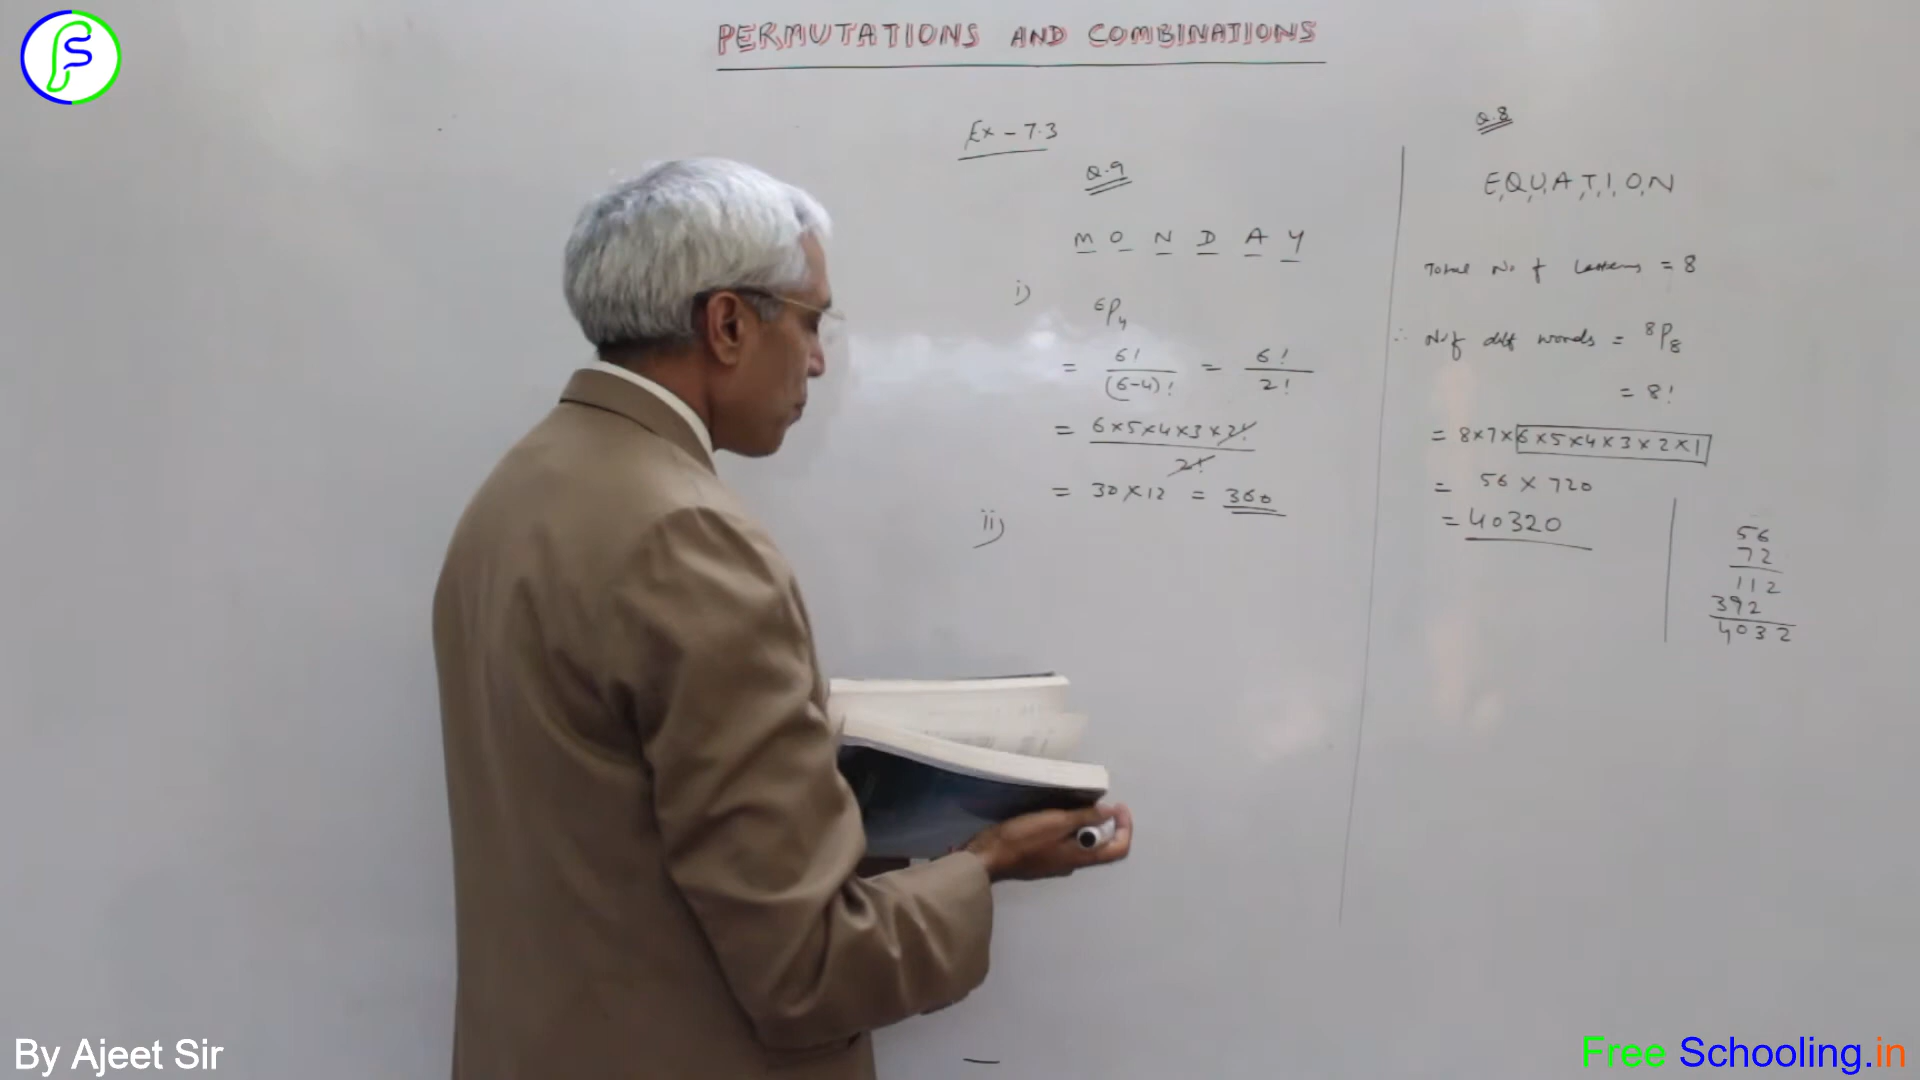 FS
PERMUTATIONS AND COMBINATIONS
Ex - 7.3
Q.9
M O N D A Y
i)
⁶P₄
= 6! / (6-4)! = 6! / 2!
= 6×5×4×3×2! / 2!
= 30×12 = 360
ii)
Q.8
E,Q,U,A,T,I,O,N
Total No of Letters = 8
∴ No of diff words = ⁸P₈
= 8!
= 8×7×6×5×4×3×2×1
= 56 × 720
= 40320
56
72
112
392
4032
By Ajeet Sir
Free Schooling.in